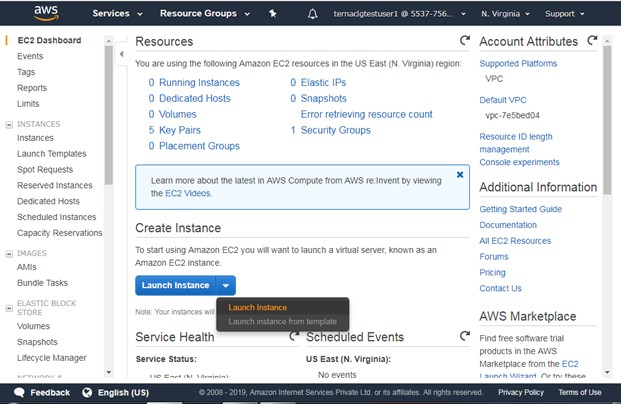 aws
Services
Resource Groups
ternadgtestuser1 @ 5537-756...
N. Virginia
Support
EC2 Dashboard
Events
Tags
Reports
Limits
INSTANCES
Instances
Launch Templates
Spot Requests
Reserved Instances
Dedicated Hosts
Scheduled Instances
Capacity Reservations
IMAGES
AMIs
Bundle Tasks
ELASTIC BLOCK
STORE
Volumes
Snapshots
Lifecycle Manager
Resources
You are using the following Amazon EC2 resources in the US East (N. Virginia) region:
0 Running Instances
0 Elastic IPs
0 Dedicated Hosts
0 Snapshots
0 Volumes
Error retrieving resource count
5 Key Pairs
1 Security Groups
0 Placement Groups
Learn more about the latest in AWS Compute from AWS re:Invent by viewing
the EC2 Videos.
Create Instance
To start using Amazon EC2 you will want to launch a virtual server, known as an
Amazon EC2 instance.
Launch Instance
Launch Instance
Launch instance from template
Note: Your instances will
Service Health
Scheduled Events
Service Status:
US East (N. Virginia):
US East (N. Virginia):
No events
Account Attributes
Supported Platforms
VPC
Default VPC
vpc-7e5bed04
Resource ID length
management
Console experiments
Additional Information
Getting Started Guide
Documentation
All EC2 Resources
Forums
Pricing
Contact Us
AWS Marketplace
Find free software trial
products in the AWS
Marketplace from the EC2
Launch Wizard. Or try these
Feedback
English (US)
© 2008 - 2019, Amazon Internet Services Private Ltd. or its affiliates. All rights reserved.
Privacy Policy
Terms of Use